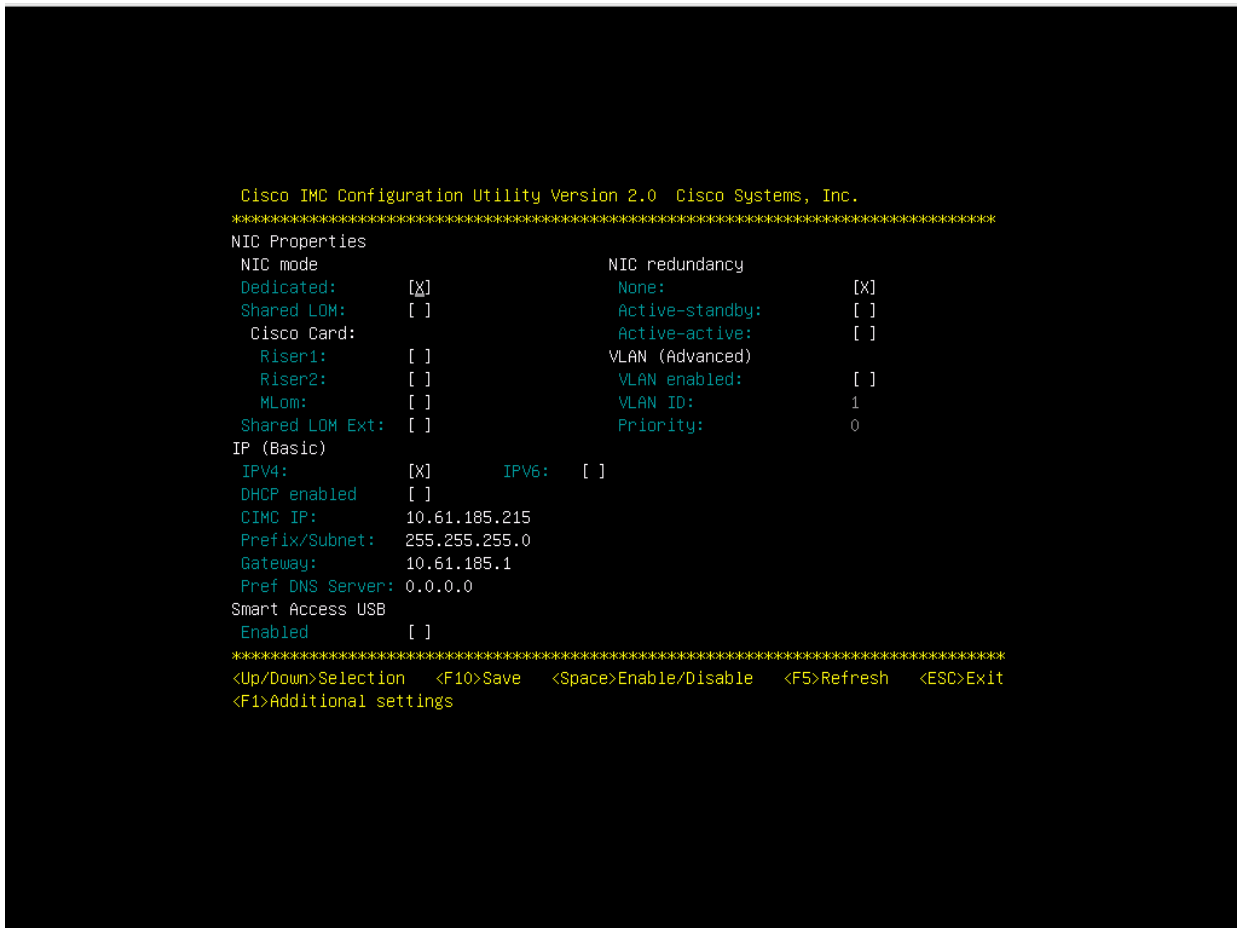 Cisco IMC Configuration Utility Version 2.0  Cisco Systems, Inc.
********************************************************************************
NIC Properties
NIC mode                              NIC redundancy
Dedicated:       [X]                  None:                [X]
Shared LOM:      [ ]                  Active-standby:      [ ]
Cisco Card:                           Active-active:       [ ]
Riser1:          [ ]                  VLAN (Advanced)
Riser2:          [ ]                  VLAN enabled:        [ ]
MLom:            [ ]                  VLAN ID:             1
Shared LOM Ext:  [ ]                  Priority:            0
IP (Basic)
IPV4:            [X]       IPV6:   [ ]
DHCP enabled     [ ]
CIMC IP:         10.61.185.215
Prefix/Subnet:   255.255.255.0
Gateway:         10.61.185.1
Pref DNS Server: 0.0.0.0
Smart Access USB
Enabled          [ ]
*********************************************************************************
<Up/Down>Selection   <F10>Save   <Space>Enable/Disable   <F5>Refresh   <ESC>Exit
<F1>Additional settings